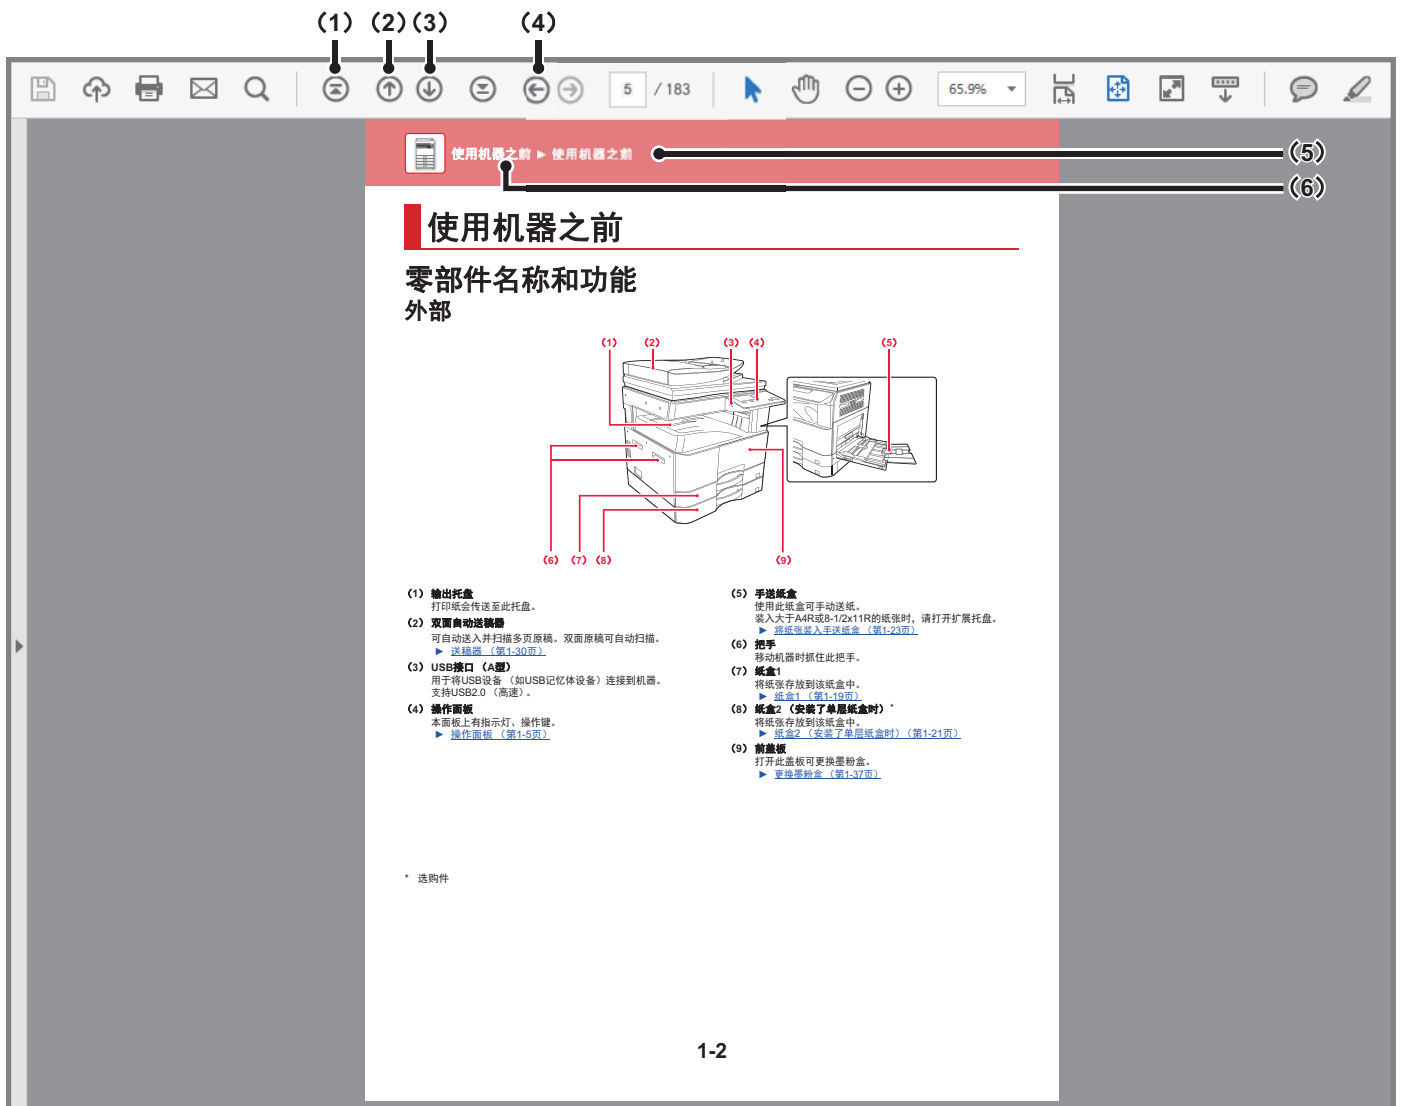 (1) (2) (3) (4)
5 / 183 65.9%
使用机器之前 ► 使用机器之前
(5)
(6)
使用机器之前
零部件名称和功能
外部
(1) (2) (3) (4) (5)
(6) (7) (8) (9)
(1) 输出托盘
打印纸会传送至此托盘。
(2) 双面自动送稿器
可自动送入并扫描多页原稿。双面原稿可自动扫描。
► 送稿器 （第1-30页）
(3) USB接口 （A型）
用于将USB设备 （如USB记忆体设备）连接到机器。
支持USB2.0 （高速）。
(4) 操作面板
本面板上有指示灯、操作键。
► 操作面板 （第1-5页）
(5) 手送纸盒
使用此纸盒可手动送纸。
装入大于A4R或8-1/2x11R的纸张时，请打开扩展托盘。
► 将纸张装入手送纸盒 （第1-23页）
(6) 把手
移动机器时抓住此把手。
(7) 纸盒1
将纸张存放到该纸盒中。
► 纸盒1 （第1-19页）
(8) 纸盒2 （安装了单层纸盒时）*
将纸张存放到该纸盒中。
► 纸盒2 （安装了单层纸盒时）（第1-21页）
(9) 前盖板
打开此盖板可更换墨粉盒。
► 更换墨粉盒 （第1-37页）
* 选购件
1-2